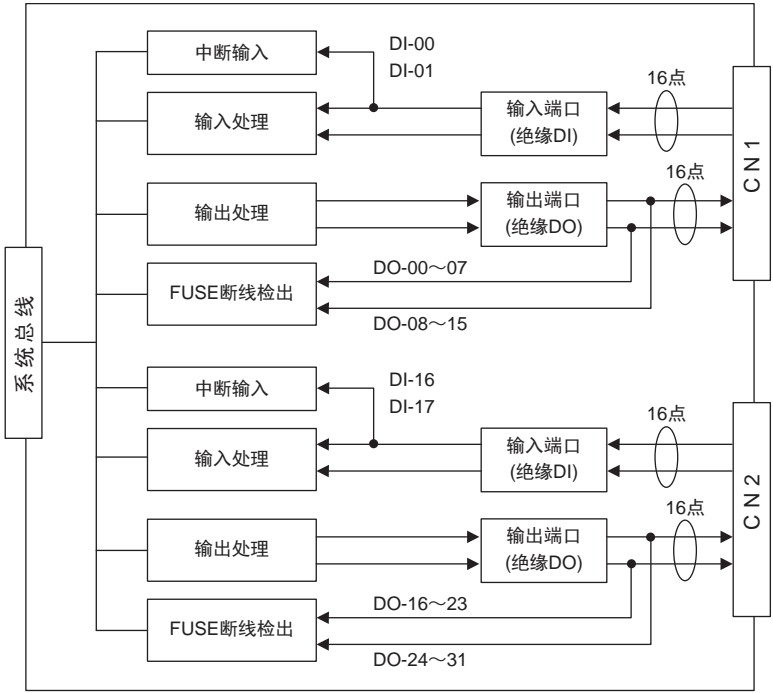 中断输入
DI-00
DI-01
16点
输入处理
输入端口
(绝缘DI)
CN1
16点
输出处理
输出端口
(绝缘DO)
DO-00～07
FUSE断线检出
DO-08～15
系统总线
中断输入
DI-16
DI-17
16点
输入处理
输入端口
(绝缘DI)
CN2
16点
输出处理
输出端口
(绝缘DO)
DO-16～23
FUSE断线检出
DO-24～31